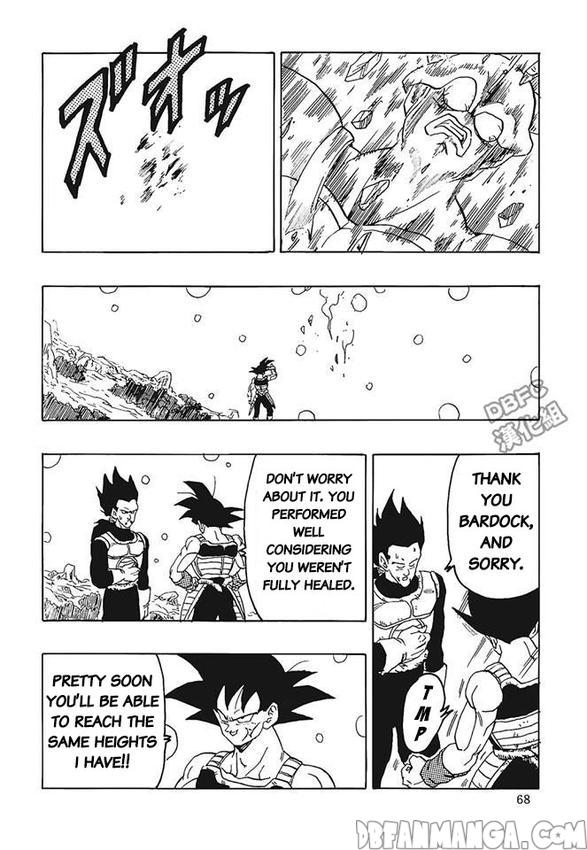 ズオッ
DBFC
漢化組
THANK
YOU
BARDOCK,
AND
SORRY.
TMP
DON'T WORRY
ABOUT IT. YOU
PERFORMED
WELL
CONSIDERING
YOU WEREN'T
FULLY HEALED.
PRETTY SOON
YOU'LL BE ABLE
TO REACH THE
SAME HEIGHTS
I HAVE!!
68
DBFANMANGA.COM